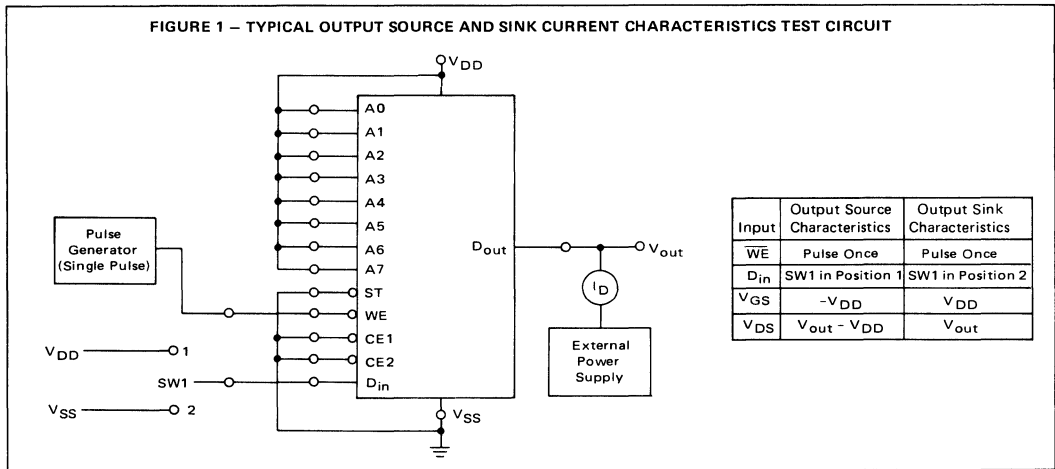 FIGURE 1 – TYPICAL OUTPUT SOURCE AND SINK CURRENT CHARACTERISTICS TEST CIRCUIT
VDD
A0
A1
A2
A3
A4
A5
A6
A7
ST
WE
CE1
CE2
Din
Dout
Vout
ID
External
Power
Supply
Pulse
Generator
(Single Pulse)
VDD 1
SW1
VSS 2
VSS
Input Output Source Characteristics Output Sink Characteristics
WE Pulse Once Pulse Once
Din SW1 in Position 1 SW1 in Position 2
VGS -VDD VDD
VDS Vout - VDD Vout